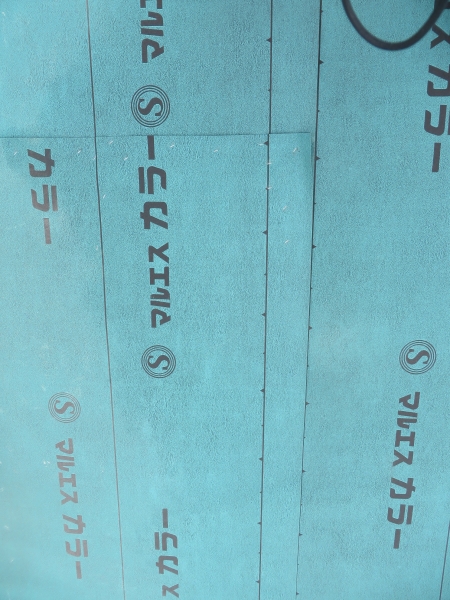 マル
Ⓢ
マルエス カラー
Ⓢ
ス カラー
カラー
Ⓢ マルエス カラー
ス カラー
Ⓢ マルエス カラー